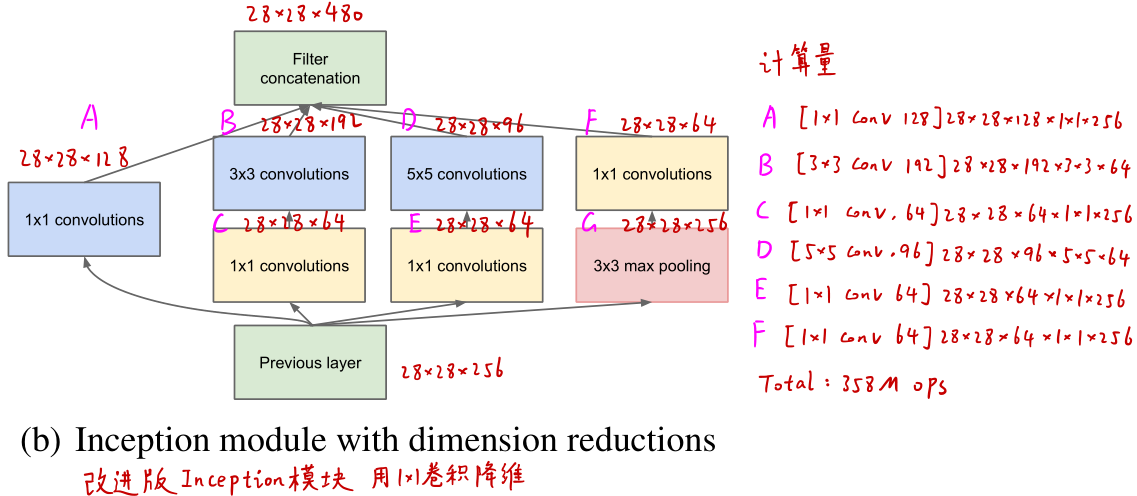 28×28×480
Filter
concatenation
A
B
28×28×192
D
28×28×96
F
28×28×64
28×28×128
1x1 convolutions
3x3 convolutions
5x5 convolutions
1x1 convolutions
C
28×28×64
E
28×28×64
G
28×28×256
1x1 convolutions
1x1 convolutions
3x3 max pooling
Previous layer
28×28×256
计算量
A [1×1 conv 128] 28×28×128×1×1×256
B [3×3 conv 192] 28×28×192×3×3×64
C [1×1 conv. 64] 28×28×64×1×1×256
D [5×5 conv.96] 28×28×96×5×5×64
E [1×1 conv 64] 28×28×64×1×1×256
F [1×1 conv 64] 28×28×64×1×1×256
Total: 358M ops
(b) Inception module with dimension reductions
改进版Inception模块 用1×1卷积降维